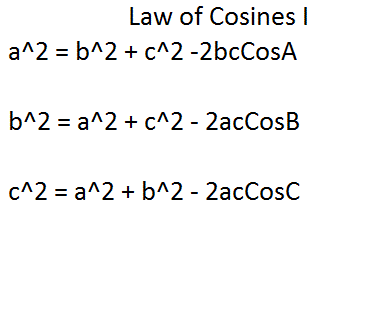 Law of Cosines I
a^2 = b^2 + c^2 -2bcCosA
b^2 = a^2 + c^2 - 2acCosB
c^2 = a^2 + b^2 - 2acCosC